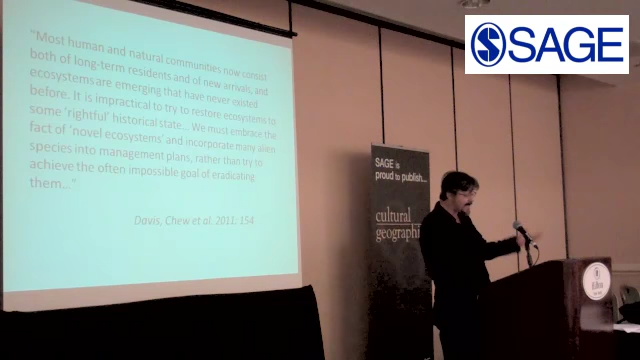 "Most human and natural communities now consist
both of long-term residents and of new arrivals, and
ecosystems are emerging that have never existed
before. It is impractical to try to restore ecosystems to
some 'rightful' historical state... We must embrace the
fact of 'novel ecosystems' and incorporate many alien
species into management plans, rather than try to
achieve the often impossible goal of eradicating
them..."
Davis, Chew et al. 2011: 154
SAGE
SAGE is
proud to publish...
cultural
geographi